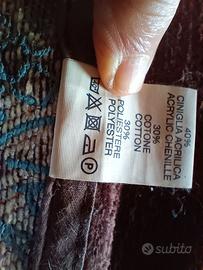 40%
CINIGLIA ACRILICA
ACRYLIC CHENILLE
30%
COTONE
COTTON
30%
POLIESTERE
POLYESTER
subito